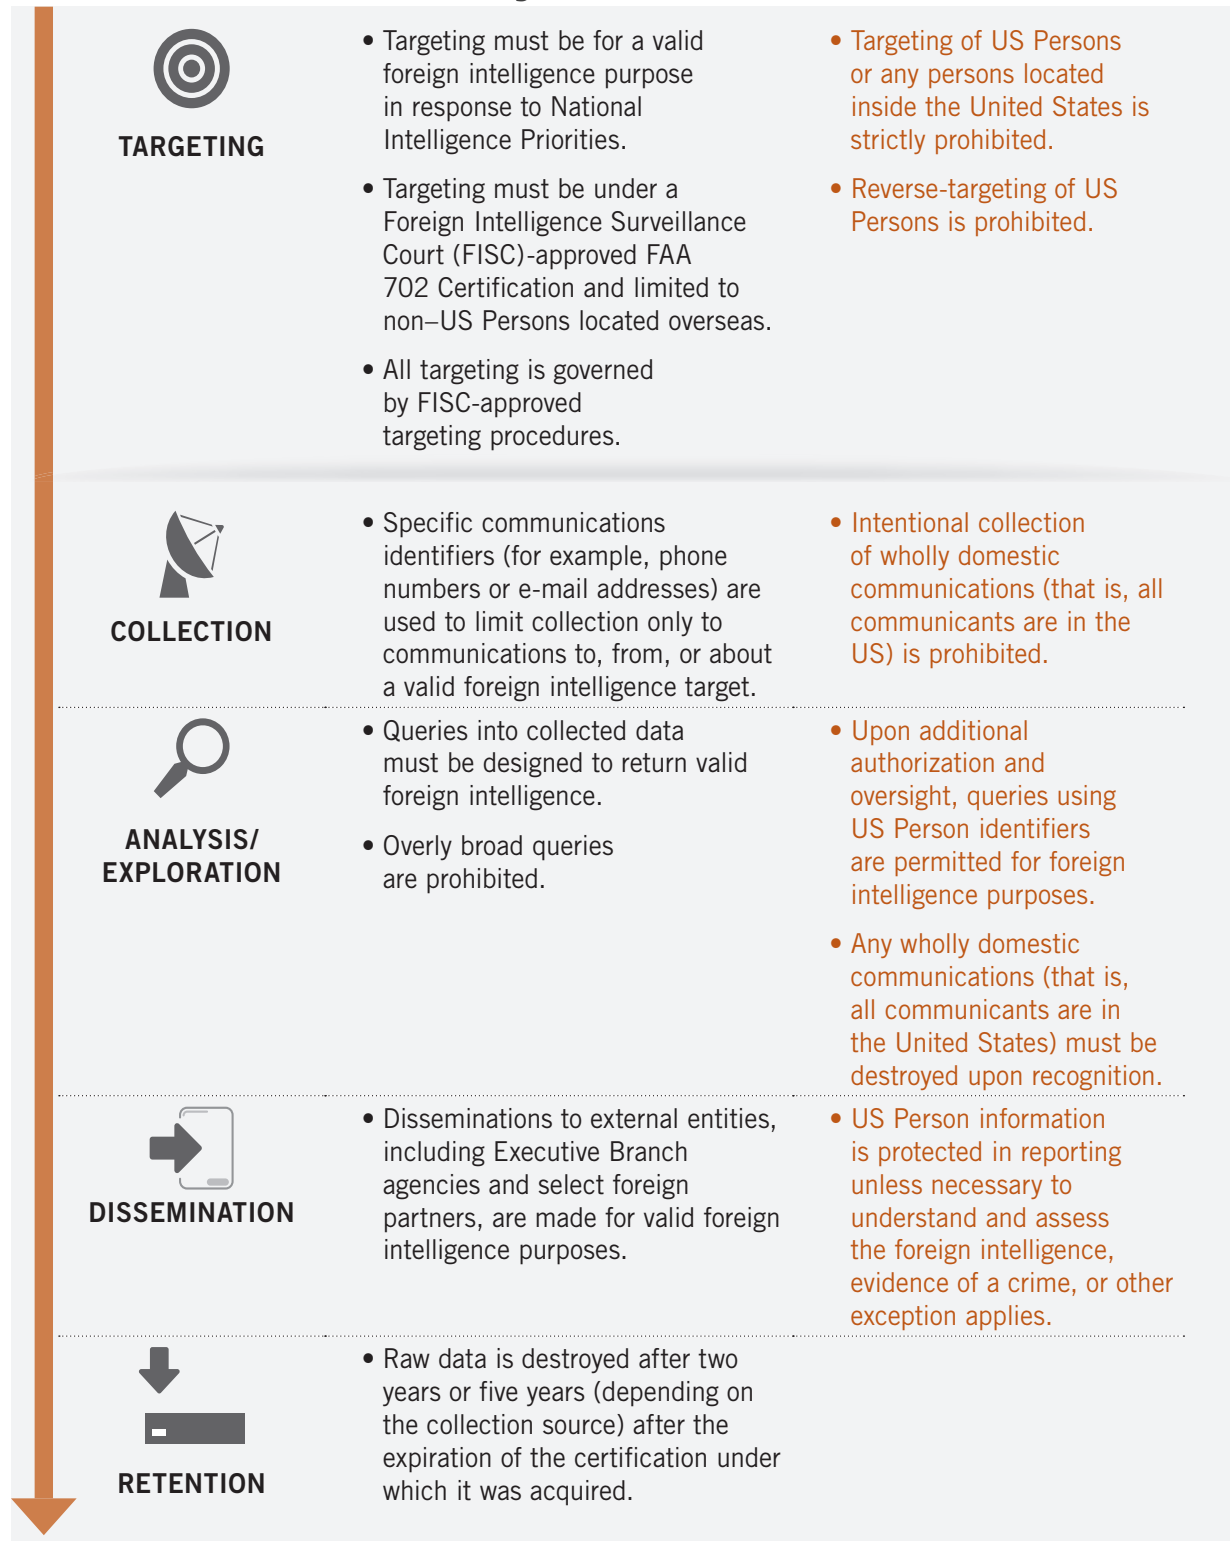 TARGETING
• Targeting must be for a valid
foreign intelligence purpose
in response to National
Intelligence Priorities.
• Targeting must be under a
Foreign Intelligence Surveillance
Court (FISC)-approved FAA
702 Certification and limited to
non–US Persons located overseas.
• All targeting is governed
by FISC-approved
targeting procedures.
• Targeting of US Persons
or any persons located
inside the United States is
strictly prohibited.
• Reverse-targeting of US
Persons is prohibited.
COLLECTION
• Specific communications
identifiers (for example, phone
numbers or e-mail addresses) are
used to limit collection only to
communications to, from, or about
a valid foreign intelligence target.
• Intentional collection
of wholly domestic
communications (that is, all
communicants are in the
US) is prohibited.
ANALYSIS/
EXPLORATION
• Queries into collected data
must be designed to return valid
foreign intelligence.
• Overly broad queries
are prohibited.
• Upon additional
authorization and
oversight, queries using
US Person identifiers
are permitted for foreign
intelligence purposes.
• Any wholly domestic
communications (that is,
all communicants are in
the United States) must be
destroyed upon recognition.
DISSEMINATION
• Disseminations to external entities,
including Executive Branch
agencies and select foreign
partners, are made for valid foreign
intelligence purposes.
• US Person information
is protected in reporting
unless necessary to
understand and assess
the foreign intelligence,
evidence of a crime, or other
exception applies.
RETENTION
• Raw data is destroyed after two
years or five years (depending on
the collection source) after the
expiration of the certification under
which it was acquired.